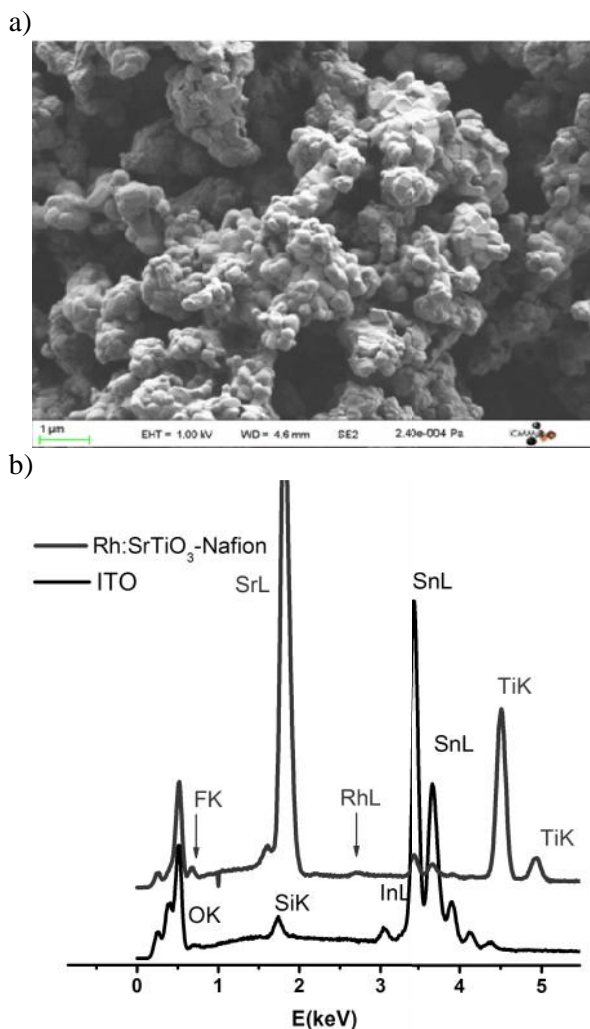 a)
1 µm
EHT = 1.00 kV WD = 4.6 mm SE2 2.40e-004 Pa
b)
Rh:SrTiO₃-Nafion
ITO
SrL
SnL
TiK
SnL
FK
RhL
TiK
OK
SiK
InL
0 1 2 3 4 5
E(keV)